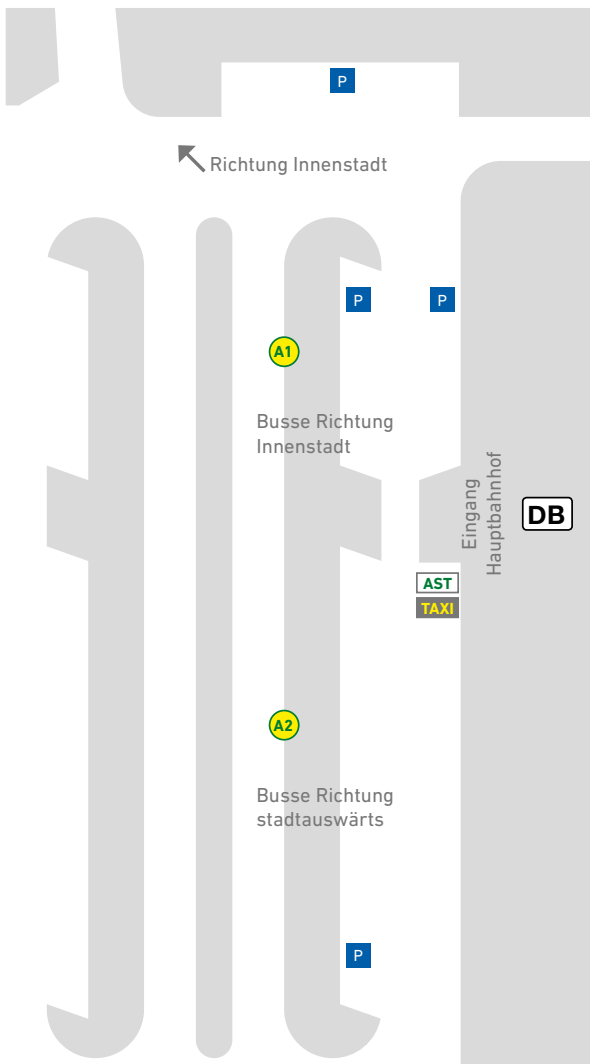 P
Richtung Innenstadt
P
P
A1
Busse Richtung
Innenstadt
Eingang
Hauptbahnhof
DB
AST
TAXI
A2
Busse Richtung
stadtauswärts
P